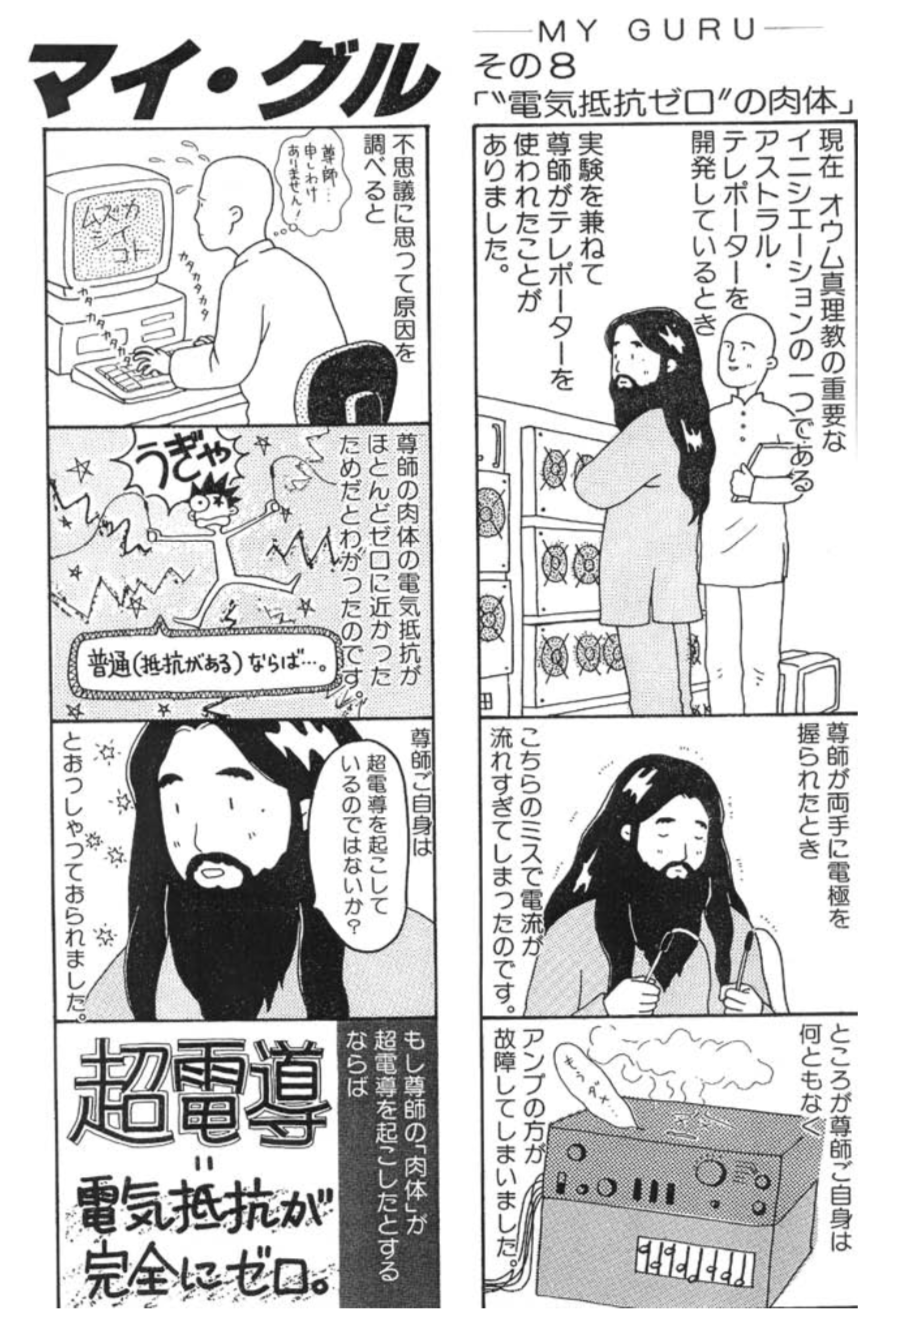 マイ・グル
MY GURU
その8
「〝電気抵抗ゼロ〟の肉体」
現在 オウム真理教の重要な
イニシエーションの一つである
アストラル・
テレポーターを
開発しているとき
実験を兼ねて
尊師がテレポーターを
使われたことが
ありました。
尊師が両手に電極を
握られたとき
こちらのミスで電流が
流れすぎてしまったのです。
ところが尊師ご自身は
何ともなく
もうダメ…
アンプの方が
故障してしまいました。
不思議に思って原因を
調べると
尊師…
申しわけ
ありません!
ムズカ
シイ
コト
カタカタカタ
カタカタカタカタ
尊師の肉体の電気抵抗が
ほとんどゼロに近かった
ためだとわかったのです。
うぎゃ
普通(抵抗がある)ならば…。
尊師ご自身は
超電導を起こして
いるのではないか?
とおっしゃっておられました。
もし尊師の「肉体」が
超電導を起こしたとする
ならば
超電導
=
電気抵抗が
完全にゼロ。